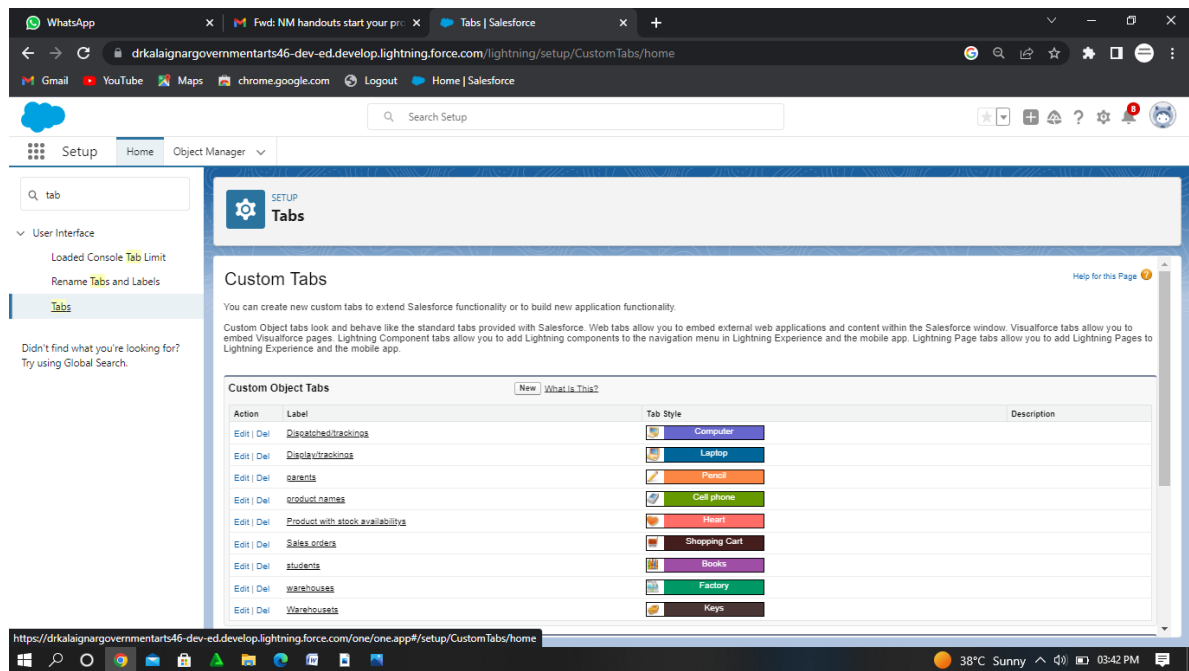 WhatsApp
Fwd: NM handouts start your pro
Tabs | Salesforce
drkalaignargovernmentarts46-dev-ed.develop.lightning.force.com/lightning/setup/CustomTabs/home
Gmail YouTube Maps chrome.google.com Logout Home | Salesforce
Search Setup
8
Setup Home Object Manager
tab
SETUP
Tabs
User Interface
Loaded Console Tab Limit
Rename Tabs and Labels
Tabs
Didn't find what you're looking for?
Try using Global Search.
Custom Tabs
Help for this Page
You can create new custom tabs to extend Salesforce functionality or to build new application functionality.
Custom Object tabs look and behave like the standard tabs provided with Salesforce. Web tabs allow you to embed external web applications and content within the Salesforce window. Visualforce tabs allow you to
embed Visualforce pages. Lightning Component tabs allow you to add Lightning components to the navigation menu in Lightning Experience and the mobile app. Lightning Page tabs allow you to add Lightning Pages to
Lightning Experience and the mobile app.
Custom Object Tabs New What Is This?
Action Label Tab Style Description
Edit | Del Dispatched/trackings Computer
Edit | Del Display/trackings Laptop
Edit | Del parents Pencil
Edit | Del product names Cell phone
Edit | Del Product with stock availabilitys Heart
Edit | Del Sales orders Shopping Cart
Edit | Del students Books
Edit | Del warehouses Factory
Edit | Del Warehousets Keys
https://drkalaignargovernmentarts46-dev-ed.develop.lightning.force.com/one/one.app#/setup/CustomTabs/home
38°C Sunny 03:42 PM